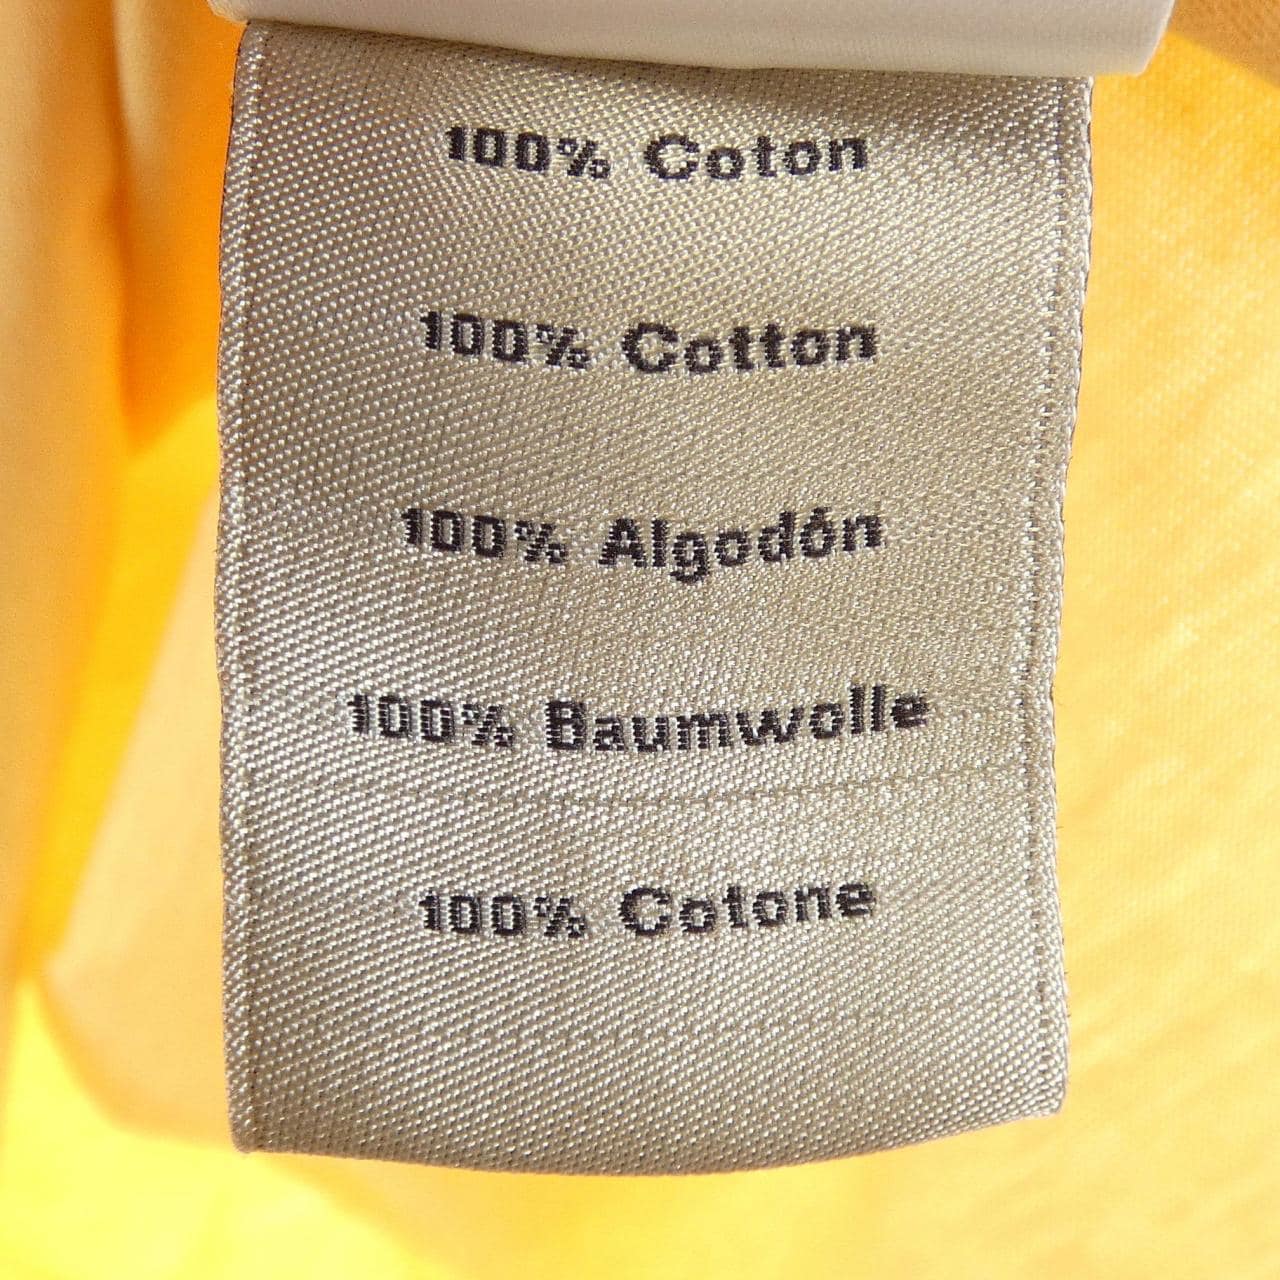 100% Coton
100% Cotton
100% Algodón
100% Baumwolle
100% Cotone